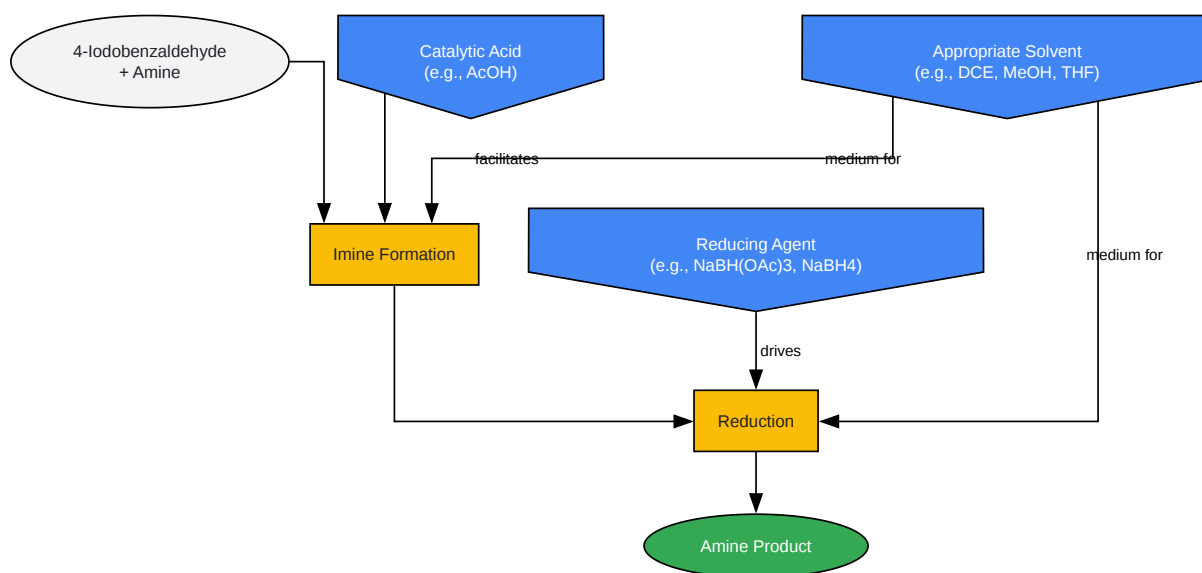 4-Iodobenzaldehyde
+ Amine
Catalytic Acid
(e.g., AcOH)
Appropriate Solvent
(e.g., DCE, MeOH, THF)
facilitates
medium for
Imine Formation
Reducing Agent
(e.g., NaBH(OAc)3, NaBH4)
medium for
drives
Reduction
Amine Product